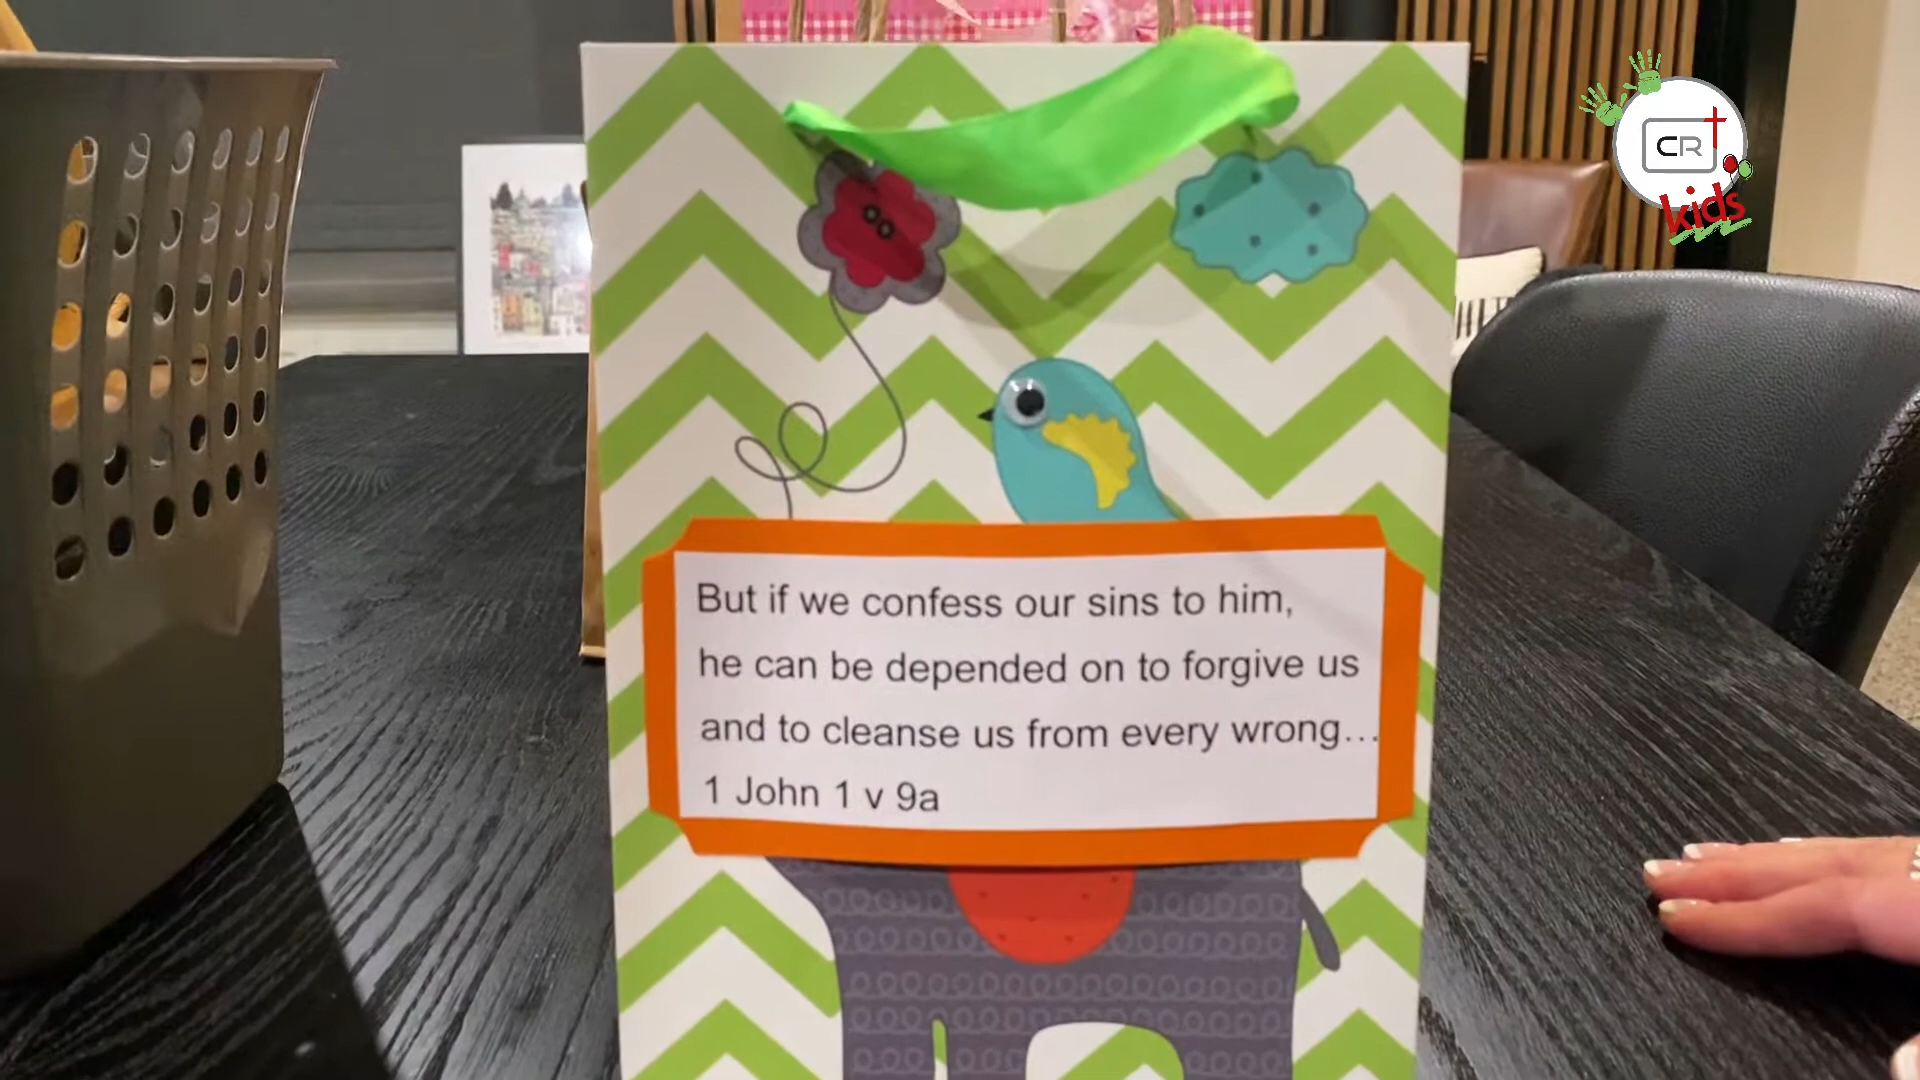 CR
kids
But if we confess our sins to him,
he can be depended on to forgive us
and to cleanse us from every wrong...
1 John 1 v 9a